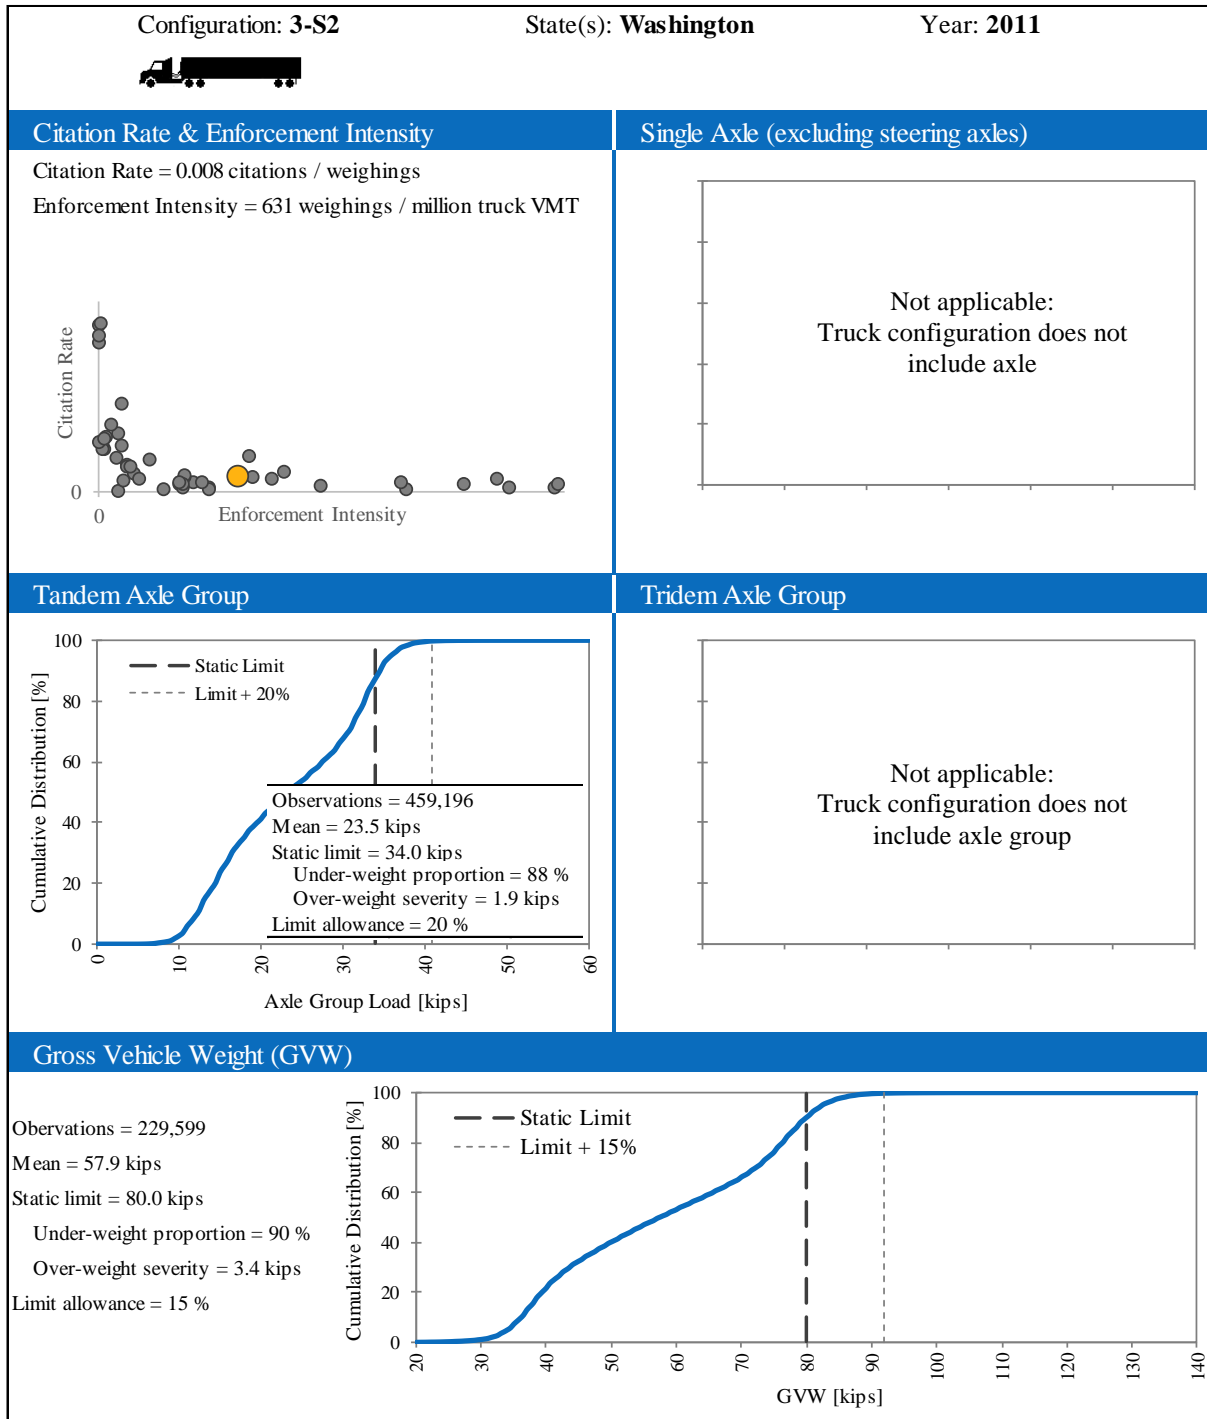 Configuration: 3-S2 State(s): Washington Year: 2011
Citation Rate & Enforcement Intensity
Citation Rate = 0.008 citations / weighings
Enforcement Intensity = 631 weighings / million truck VMT
Citation Rate
0
0
Enforcement Intensity
Single Axle (excluding steering axles)
Not applicable:
Truck configuration does not
include axle
Tandem Axle Group
Cumulative Distribution [%]
100
80
60
40
20
0
Static Limit
Limit + 20%
Observations = 459,196
Mean = 23.5 kips
Static limit = 34.0 kips
Under-weight proportion = 88 %
Over-weight severity = 1.9 kips
Limit allowance = 20 %
0 10 20 30 40 50 60
Axle Group Load [kips]
Tridem Axle Group
Not applicable:
Truck configuration does not
include axle group
Gross Vehicle Weight (GVW)
Obervations = 229,599
Mean = 57.9 kips
Static limit = 80.0 kips
Under-weight proportion = 90 %
Over-weight severity = 3.4 kips
Limit allowance = 15 %
Cumulative Distribution [%]
100
80
60
40
20
0
Static Limit
Limit + 15%
20 30 40 50 60 70 80 90 100 110 120 130 140
GVW [kips]